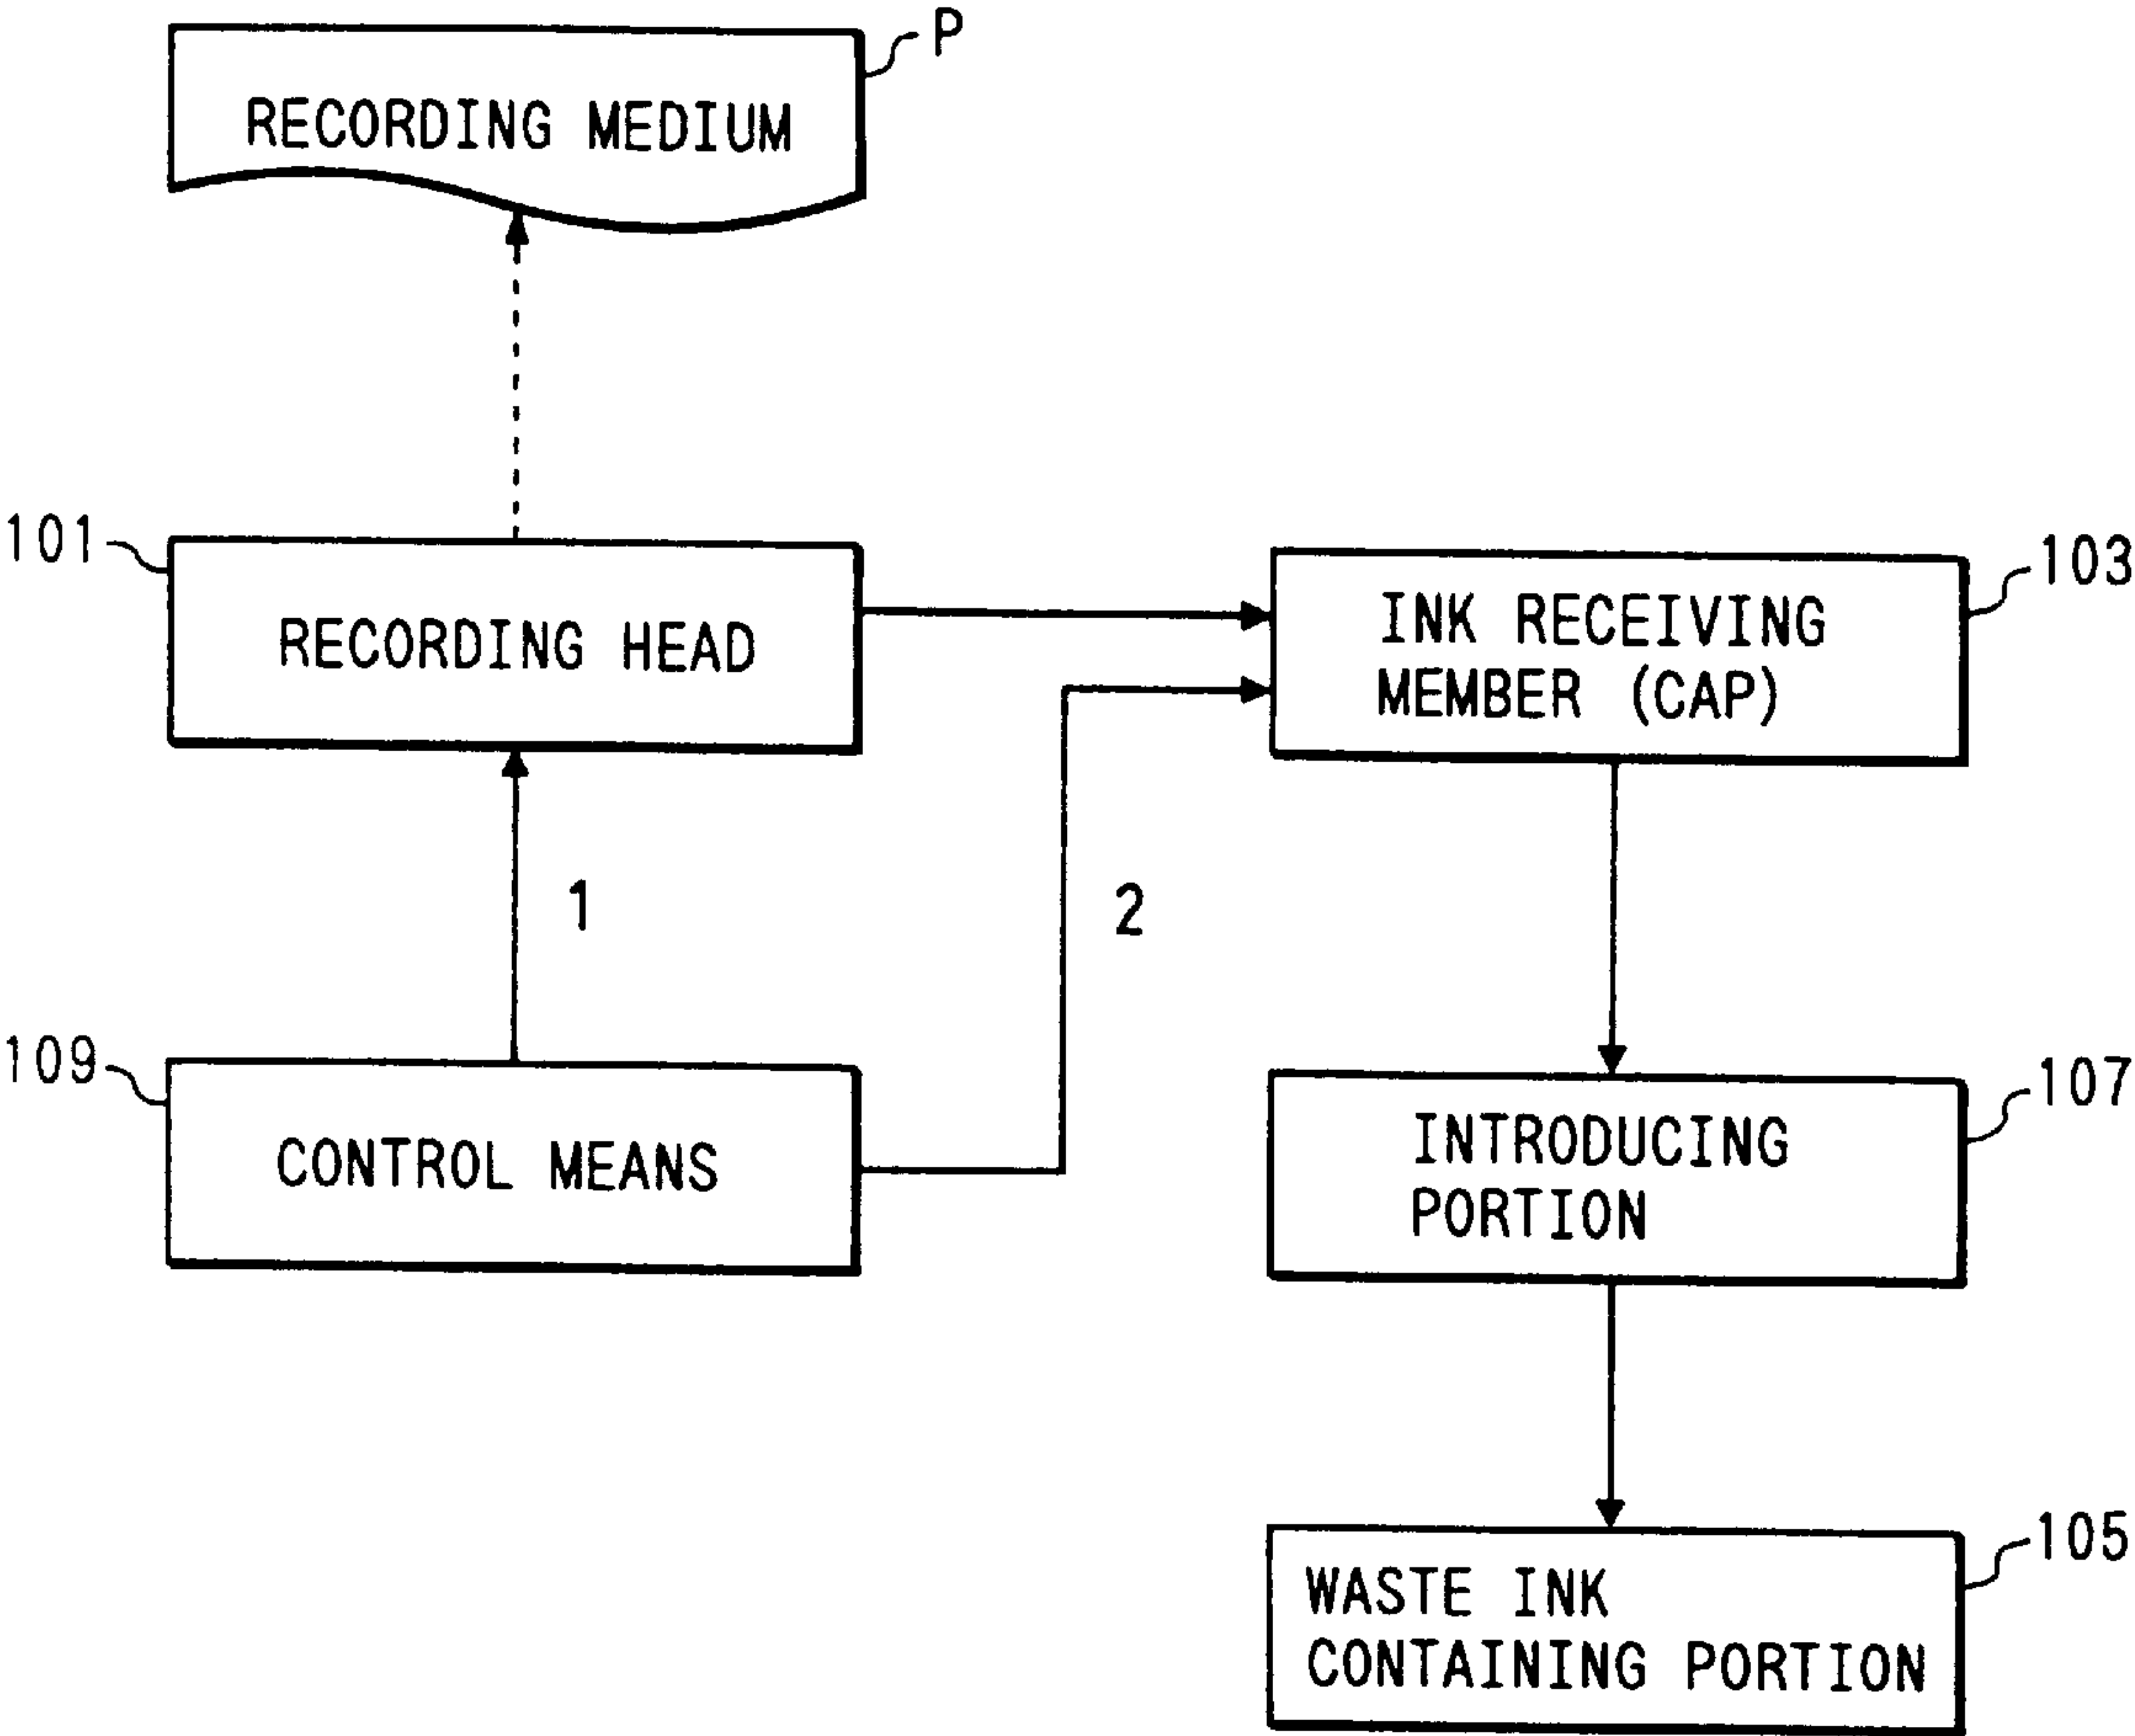 P
RECORDING MEDIUM
101
RECORDING HEAD
103
INK RECEIVING
MEMBER (CAP)
1
2
109
CONTROL MEANS
107
INTRODUCING
PORTION
105
WASTE INK
CONTAINING PORTION